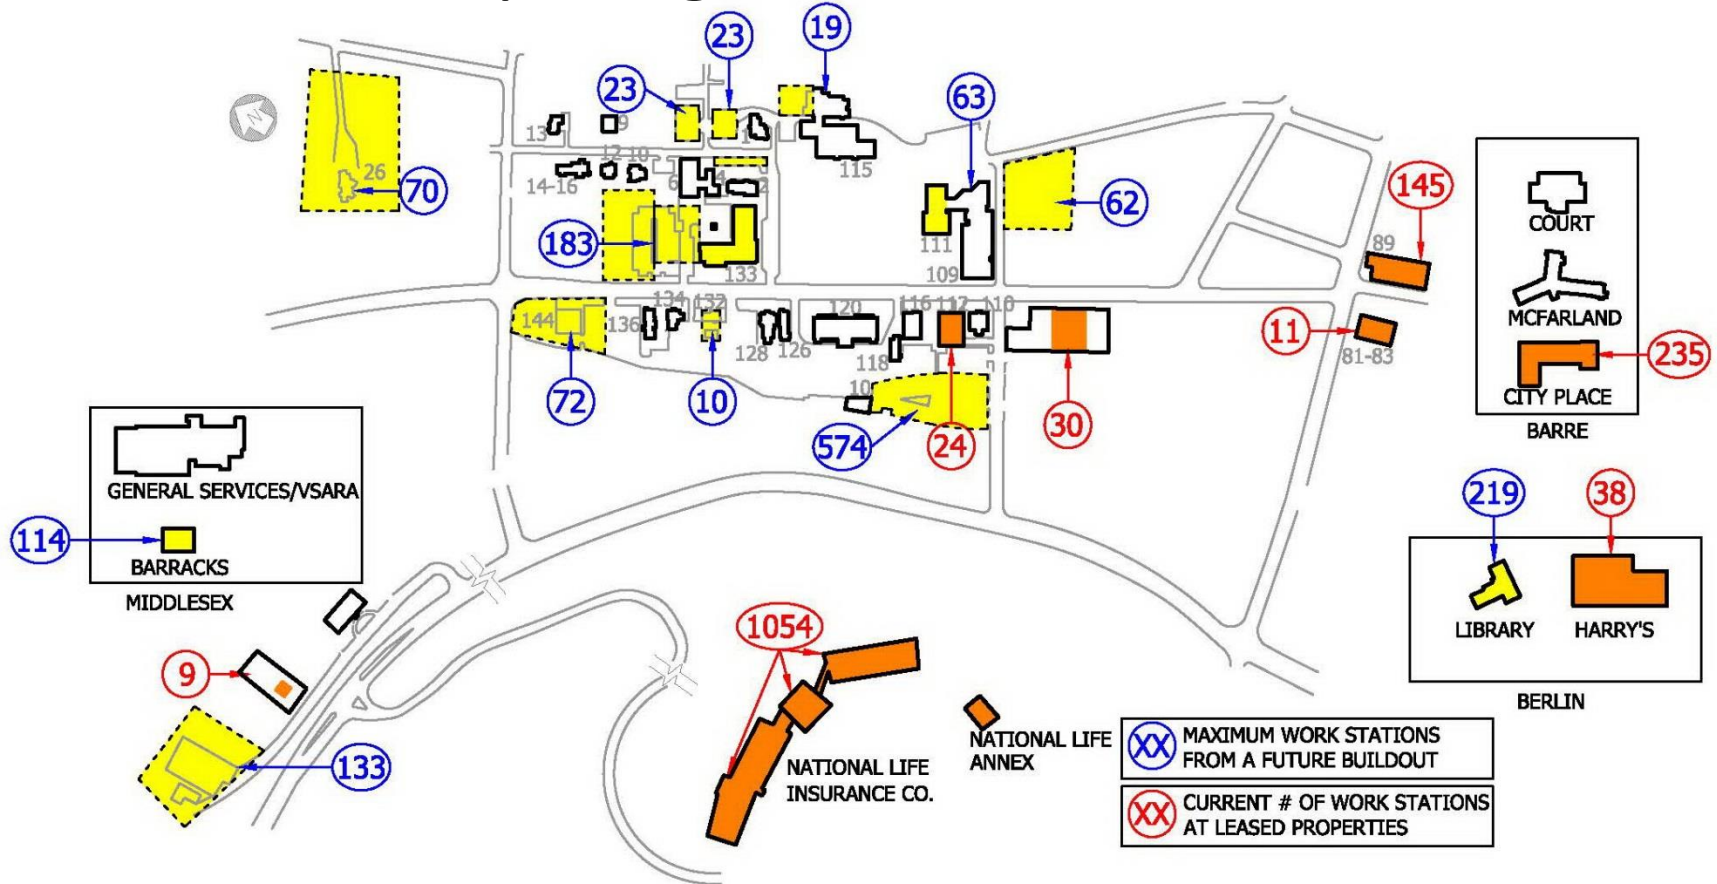 19
23
23
63
70
183
62
145
13
9
1
26
14-16
12
10
6
4
2
115
111
109
133
89
COURT
MCFARLAND
CITY PLACE
235
BARRE
11
81-83
144
136
134
132
128
126
120
118
116
112
110
10
72
10
574
24
30
GENERAL SERVICES/VSARA
114
BARRACKS
MIDDLESEX
219
38
LIBRARY
HARRY'S
BERLIN
9
133
1054
NATIONAL LIFE
INSURANCE CO.
NATIONAL LIFE
ANNEX
XX MAXIMUM WORK STATIONS
FROM A FUTURE BUILDOUT
XX CURRENT # OF WORK STATIONS
AT LEASED PROPERTIES
N